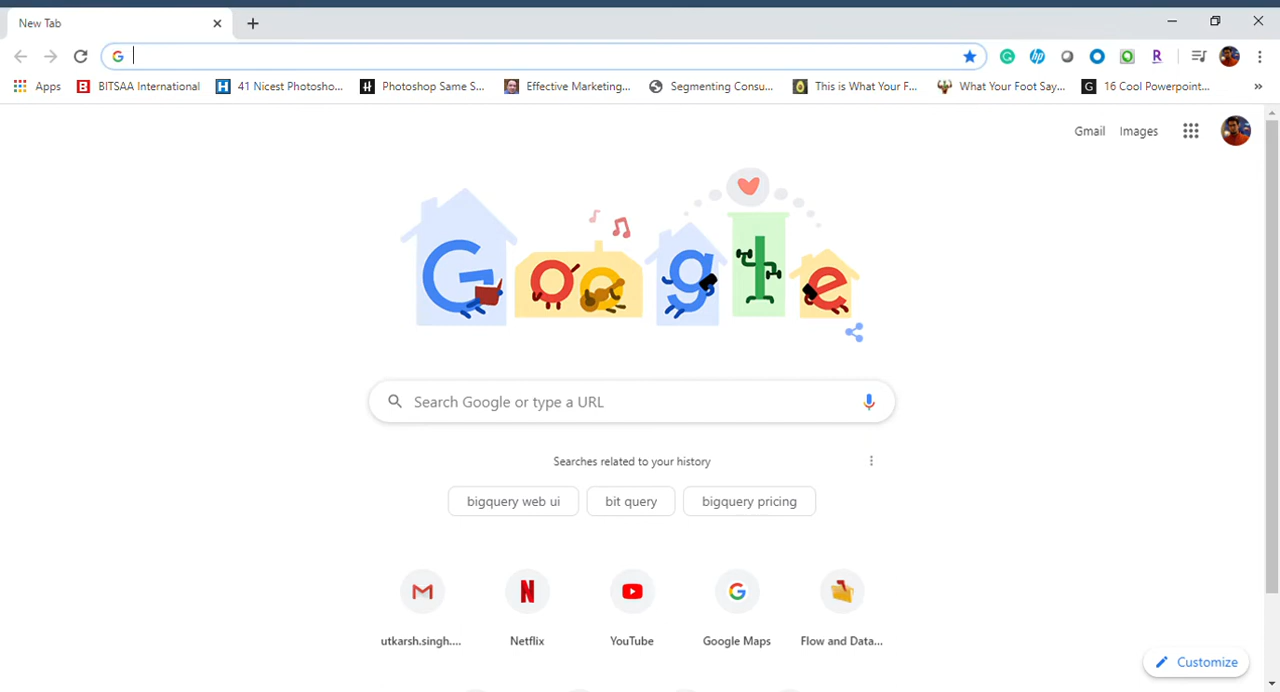 New Tab
Apps BITSAA International 41 Nicest Photosho... Photoshop Same S... Effective Marketing... Segmenting Consu... This is What Your F... What Your Foot Say... 16 Cool Powerpoint... »
Gmail Images
Google
Search Google or type a URL
Searches related to your history
bigquery web ui bit query bigquery pricing
utkarsh.singh.... Netflix YouTube Google Maps Flow and Data...
Customize